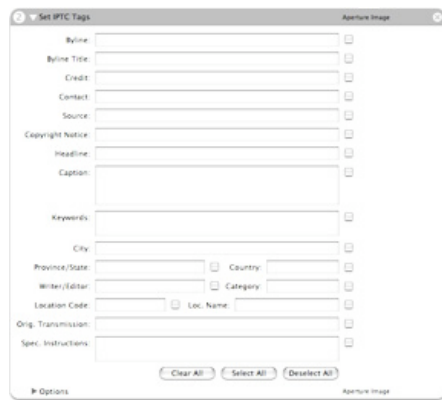 2 Set IPTC Tags Aperture Image
Byline:
Byline Title:
Credit:
Contact:
Source:
Copyright Notice:
Headline:
Caption:
Keywords:
City:
Province/State: Country:
Writer/Editor: Category:
Location Code: Loc. Name:
Orig. Transmission:
Spec. Instructions:
Clear All Select All Deselect All
Options Aperture Image